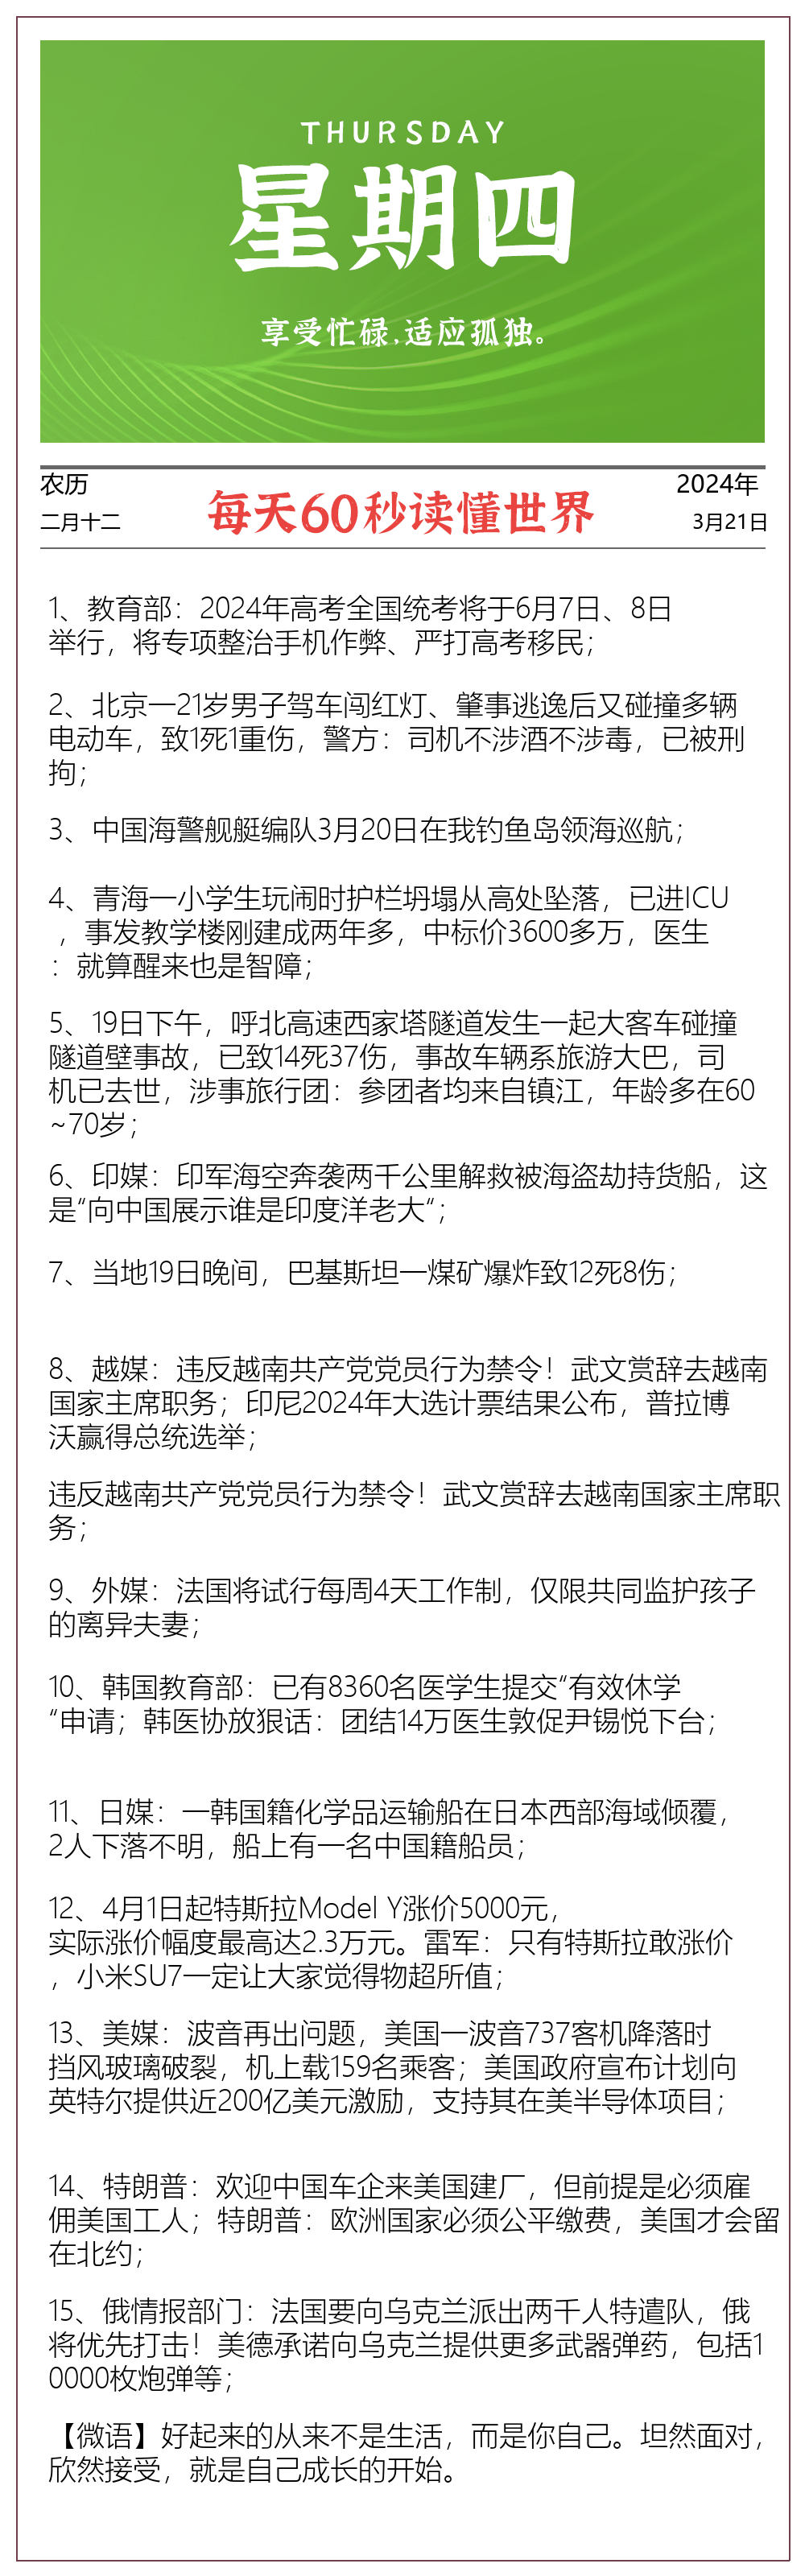 THURSDAY
星期四
享受忙碌,适应孤独。
农历
二月十二
每天60秒读懂世界
2024年
3月21日
1、教育部：2024年高考全国统考将于6月7日、8日
举行，将专项整治手机作弊、严打高考移民；
2、北京一21岁男子驾车闯红灯、肇事逃逸后又碰撞多辆
电动车，致1死1重伤，警方：司机不涉酒不涉毒，已被刑
拘；
3、中国海警舰艇编队3月20日在我钓鱼岛领海巡航；
4、青海一小学生玩闹时护栏坍塌从高处坠落，已进ICU
，事发教学楼刚建成两年多，中标价3600多万，医生
：就算醒来也是智障；
5、19日下午，呼北高速西家塔隧道发生一起大客车碰撞
隧道壁事故，已致14死37伤，事故车辆系旅游大巴，司
机已去世，涉事旅行团：参团者均来自镇江，年龄多在60
~70岁；
6、印媒：印军海空奔袭两千公里解救被海盗劫持货船，这
是“向中国展示谁是印度洋老大“；
7、当地19日晚间，巴基斯坦一煤矿爆炸致12死8伤；
8、越媒：违反越南共产党党员行为禁令！武文赏辞去越南
国家主席职务；印尼2024年大选计票结果公布，普拉博
沃赢得总统选举；
违反越南共产党党员行为禁令！武文赏辞去越南国家主席职
务；
9、外媒：法国将试行每周4天工作制，仅限共同监护孩子
的离异夫妻；
10、韩国教育部：已有8360名医学生提交“有效休学
“申请；韩医协放狠话：团结14万医生敦促尹锡悦下台；
11、日媒：一韩国籍化学品运输船在日本西部海域倾覆，
2人下落不明，船上有一名中国籍船员；
12、4月1日起特斯拉Model Y涨价5000元，
实际涨价幅度最高达2.3万元。雷军：只有特斯拉敢涨价
，小米SU7一定让大家觉得物超所值；
13、美媒：波音再出问题，美国一波音737客机降落时
挡风玻璃破裂，机上载159名乘客；美国政府宣布计划向
英特尔提供近200亿美元激励，支持其在美半导体项目；
14、特朗普：欢迎中国车企来美国建厂，但前提是必须雇
佣美国工人；特朗普：欧洲国家必须公平缴费，美国才会留
在北约；
15、俄情报部门：法国要向乌克兰派出两千人特遣队，俄
将优先打击！美德承诺向乌克兰提供更多武器弹药，包括1
0000枚炮弹等；
【微语】好起来的从来不是生活，而是你自己。坦然面对，
欣然接受，就是自己成长的开始。